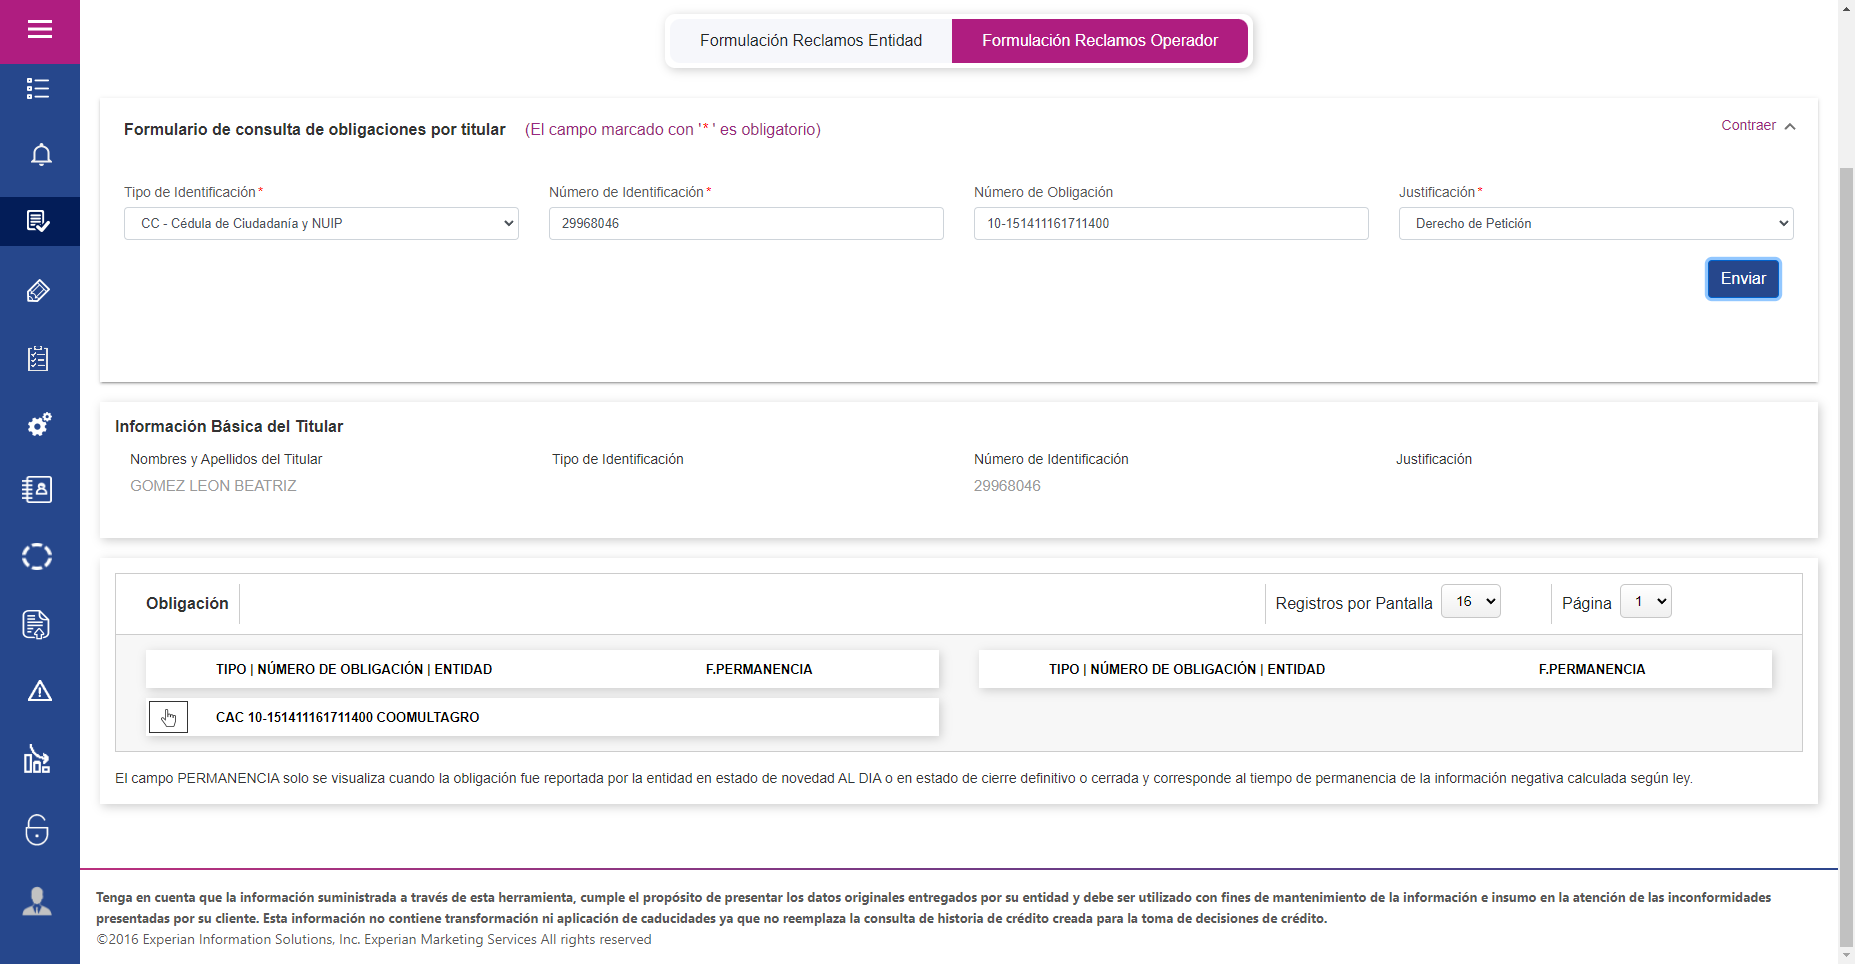 Formulación Reclamos Entidad
Formulación Reclamos Operador
Formulario de consulta de obligaciones por titular (El campo marcado con '* ' es obligatorio)
Contraer
Tipo de Identificación*
Número de Identificación*
Número de Obligación
Justificación*
CC - Cédula de Ciudadanía y NUIP
29968046
10-151411161711400
Derecho de Petición
Enviar
Información Básica del Titular
Nombres y Apellidos del Titular
Tipo de Identificación
Número de Identificación
Justificación
GOMEZ LEON BEATRIZ
29968046
Obligación
Registros por Pantalla 16
Página 1
TIPO | NÚMERO DE OBLIGACIÓN | ENTIDAD
F.PERMANENCIA
TIPO | NÚMERO DE OBLIGACIÓN | ENTIDAD
F.PERMANENCIA
CAC 10-151411161711400 COOMULTAGRO
El campo PERMANENCIA solo se visualiza cuando la obligación fue reportada por la entidad en estado de novedad AL DIA o en estado de cierre definitivo o cerrada y corresponde al tiempo de permanencia de la información negativa calculada según ley.
Tenga en cuenta que la información suministrada a través de esta herramienta, cumple el propósito de presentar los datos originales entregados por su entidad y debe ser utilizado con fines de mantenimiento de la información e insumo en la atención de las inconformidades
presentadas por su cliente. Esta información no contiene transformación ni aplicación de caducidades ya que no reemplaza la consulta de historia de crédito creada para la toma de decisiones de crédito.
©2016 Experian Information Solutions, Inc. Experian Marketing Services All rights reserved